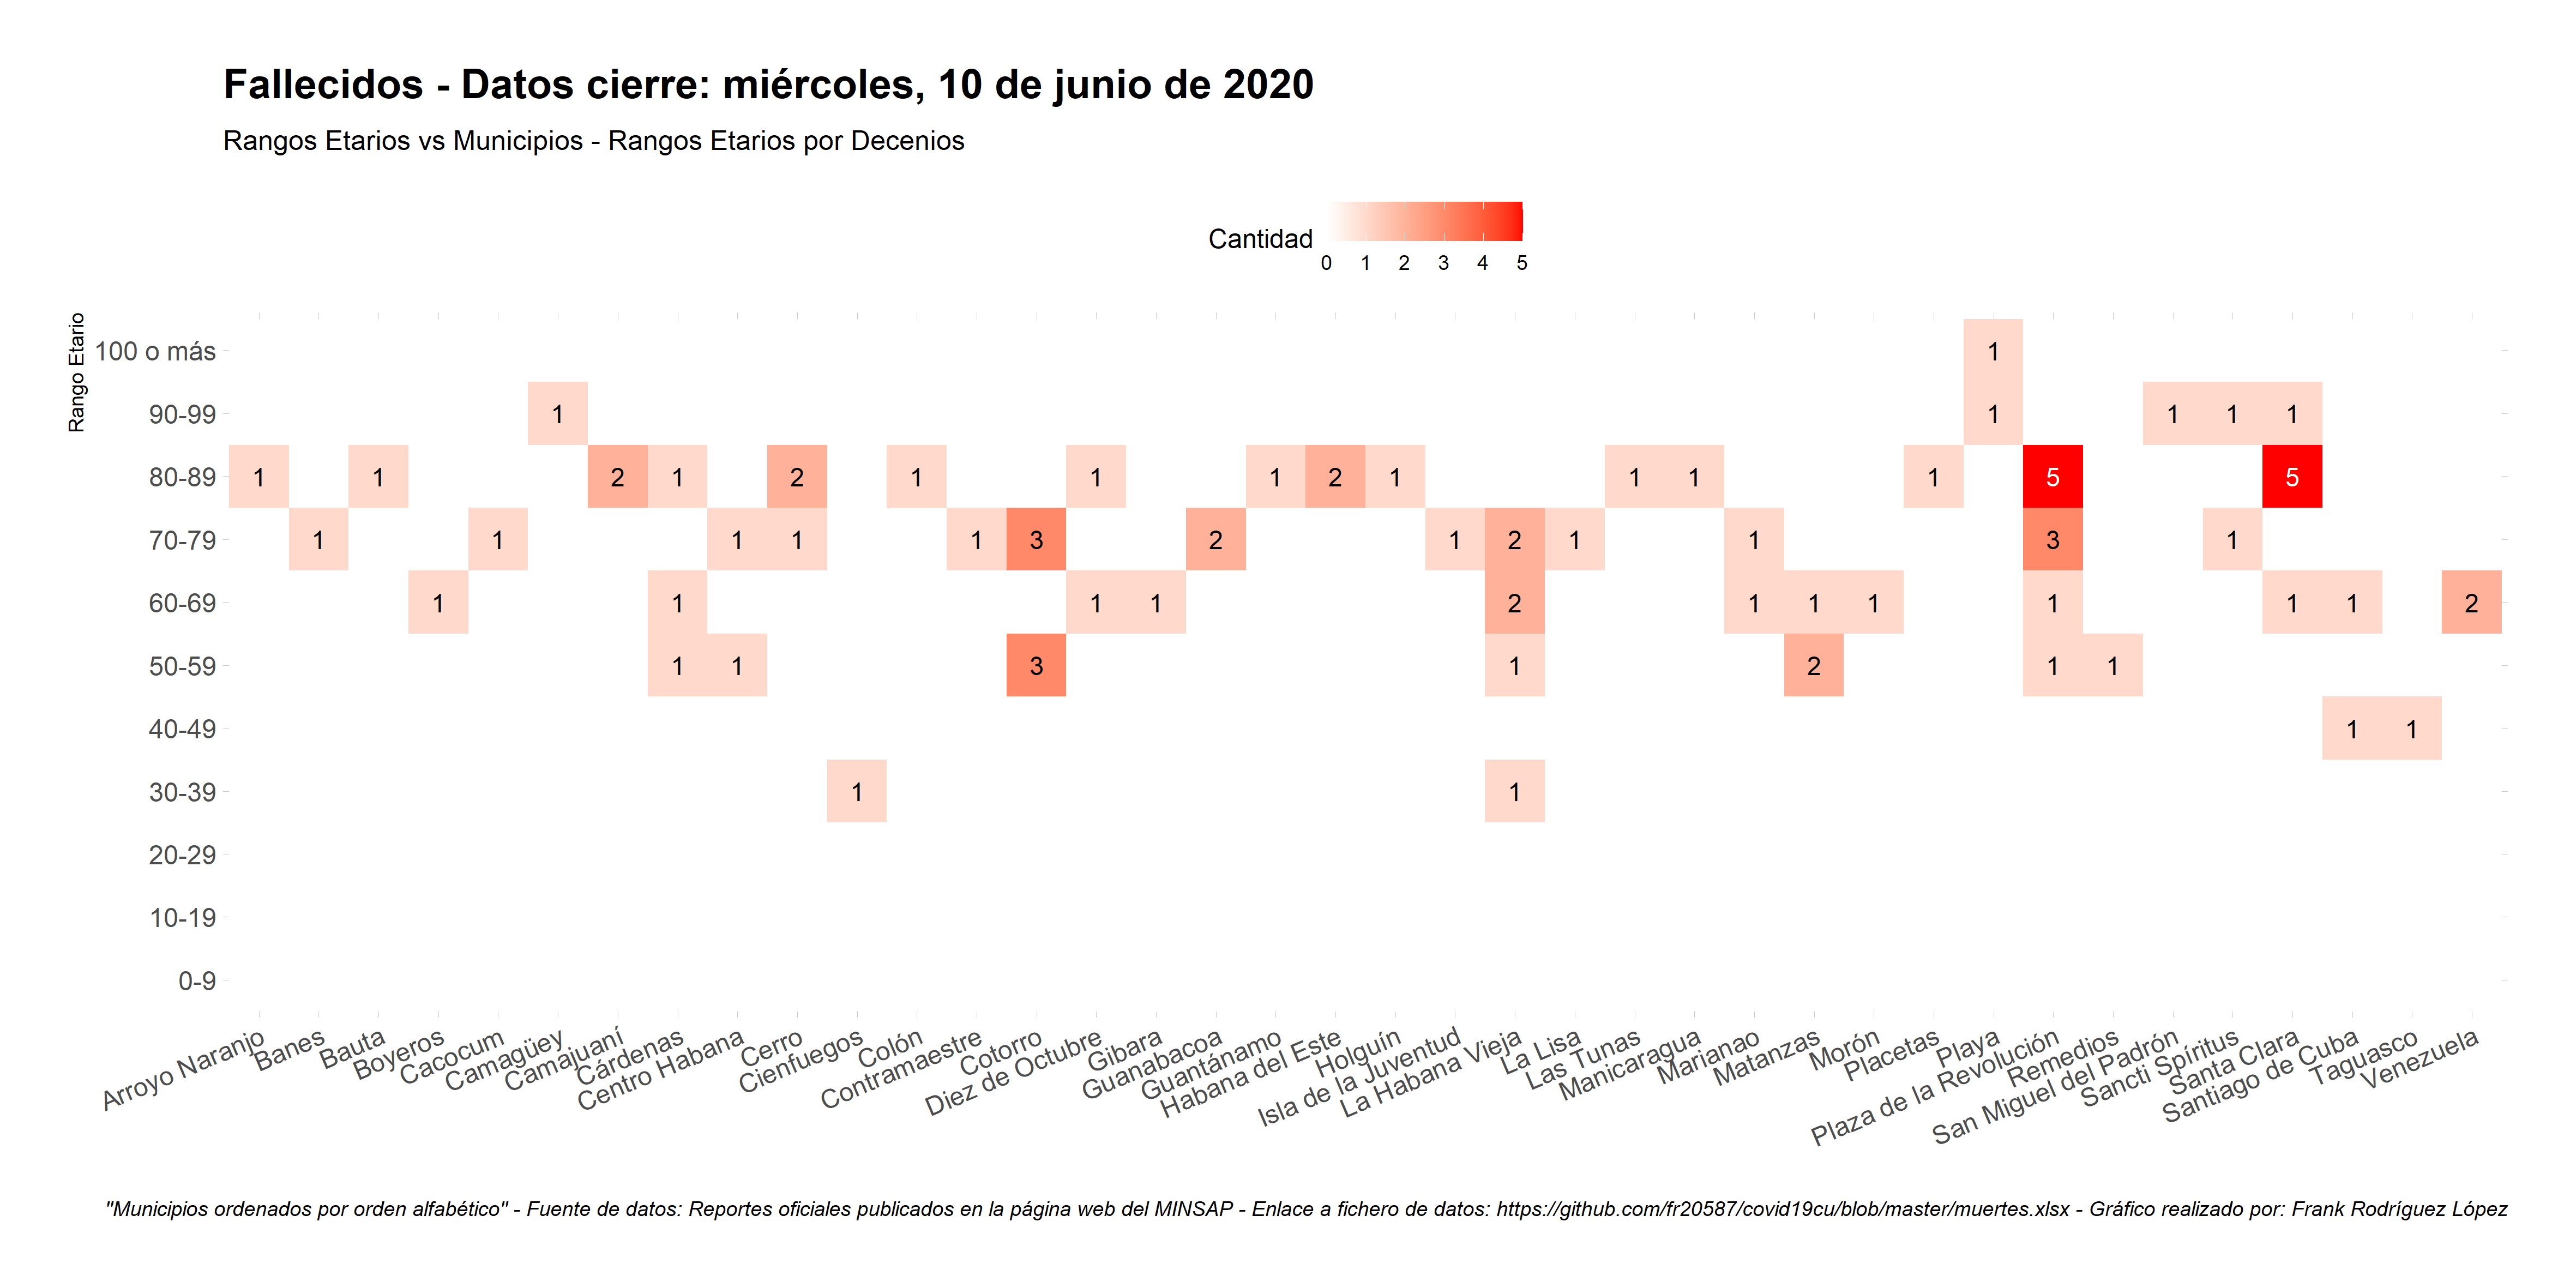 Fallecidos - Datos cierre: miércoles, 10 de junio de 2020
Rangos Etarios vs Municipios - Rangos Etarios por Decenios
Cantidad
0 1 2 3 4 5
Rango Etario
100 o más 1
90-99 1 1 1 1 1
80-89 1 1 2 1 2 1 1 1 2 1 1 1 1 5 5
70-79 1 1 1 1 1 3 2 1 2 1 1 3 1
60-69 1 1 1 1 2 1 1 1 1 1 1 2
50-59 1 1 3 1 2 1 1
40-49 1 1
30-39 1 1
20-29
10-19
0-9
Arroyo Naranjo
Banes
Bauta
Boyeros
Cacocum
Camagüey
Camajuaní
Cárdenas
Centro Habana
Cerro
Cienfuegos
Colón
Contramaestre
Cotorro
Diez de Octubre
Gibara
Guanabacoa
Guantánamo
Habana del Este
Holguín
Isla de la Juventud
La Habana Vieja
La Lisa
Las Tunas
Manicaragua
Marianao
Matanzas
Morón
Placetas
Playa
Plaza de la Revolución
Remedios
San Miguel del Padrón
Sancti Spíritus
Santa Clara
Santiago de Cuba
Taguasco
Venezuela
"Municipios ordenados por orden alfabético" - Fuente de datos: Reportes oficiales publicados en la página web del MINSAP - Enlace a fichero de datos: https://github.com/fr20587/covid19cu/blob/master/muertes.xlsx - Gráfico realizado por: Frank Rodríguez López